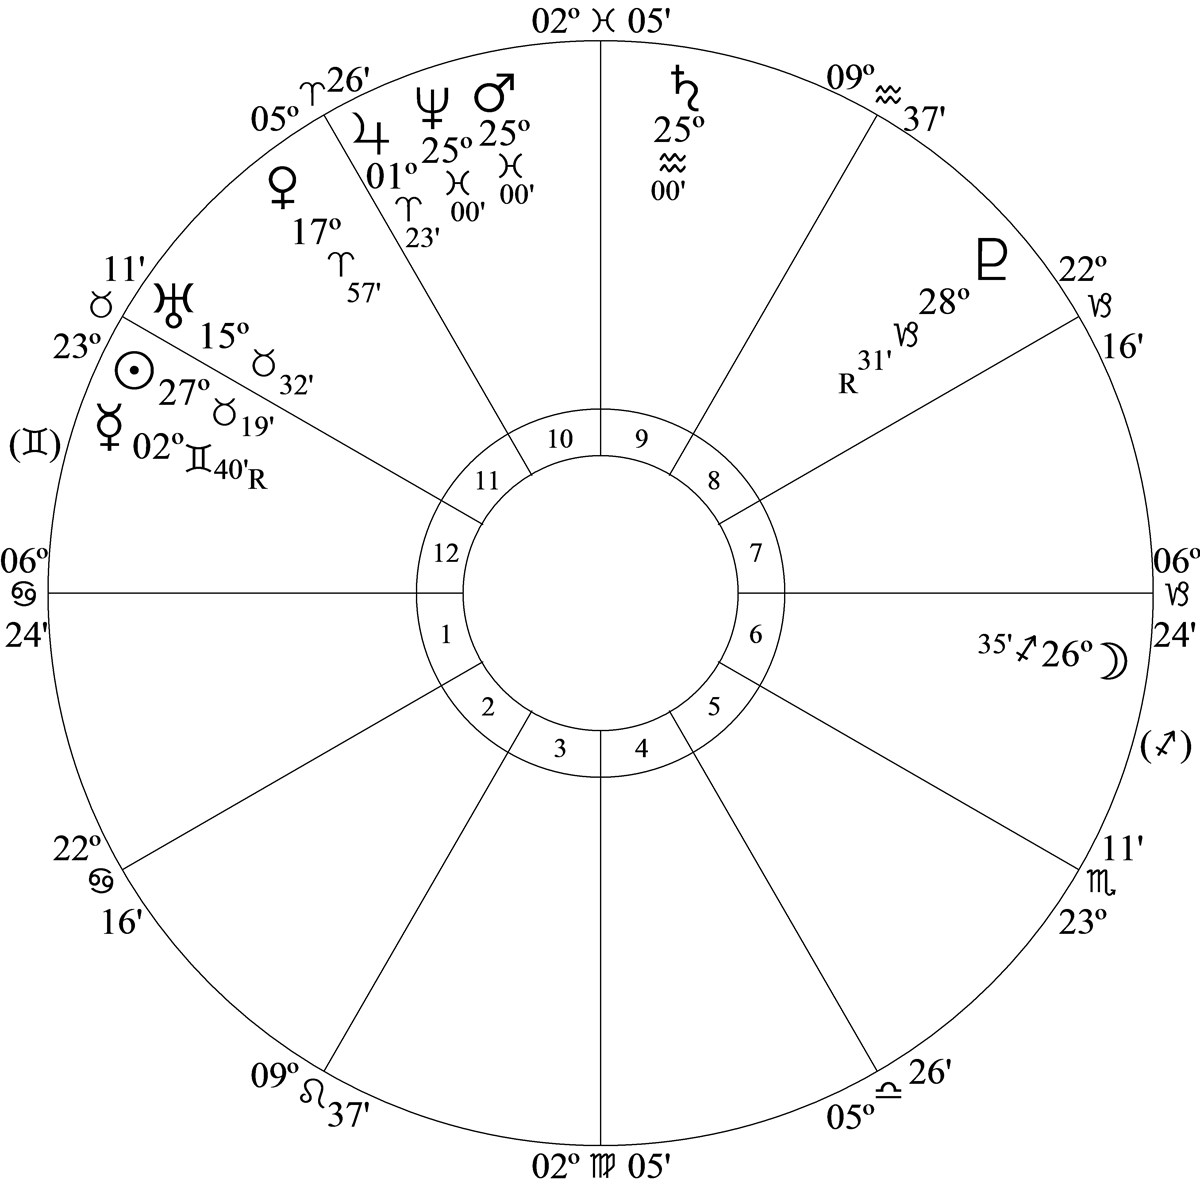 02º ♓ 05'
09º ♒ 37'
22º ♑ 16'
06º ♑ 24'
(♐)
11' ♏ 23º
26' ♎ 05º
02º ♍ 05'
09º ♌ 37'
22º ♋ 16'
06º ♋ 24'
(♊)
11' ♉ 23º
05º ♈ 26'
♄ 25º ♒ 00'
♂ 25º ♓ 00'
♆ 25º ♓ 00'
♃ 01º ♈ 23'
♀ 17º ♈ 57'
♅ 15º ♉ 32'
☉ 27º ♉ 19'
☿ 02º ♊ 40' R
♇ 28º ♑ 31' R
35' ♐ 26º ☽
10
9
11
8
12
7
1
6
2
5
3
4